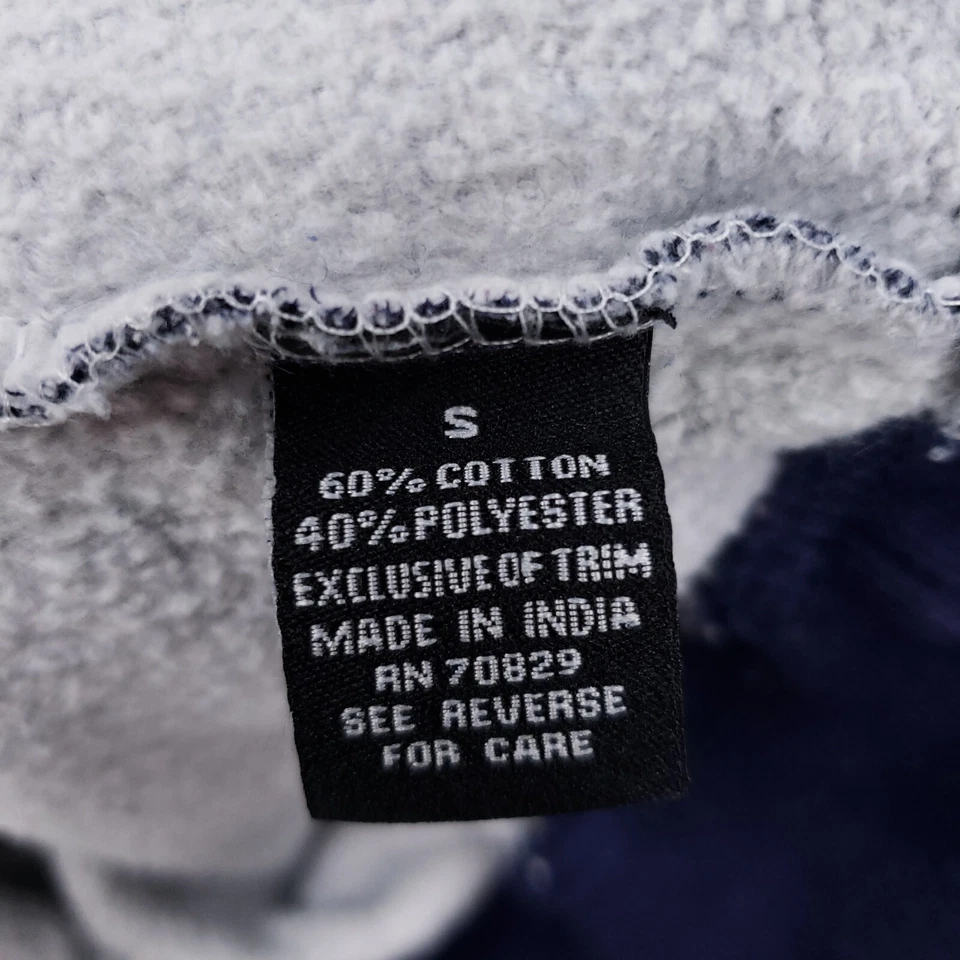 S
60% COTTON
40% POLYESTER
EXCLUSIVE OF TRIM
MADE IN INDIA
RN 70829
SEE REVERSE
FOR CARE